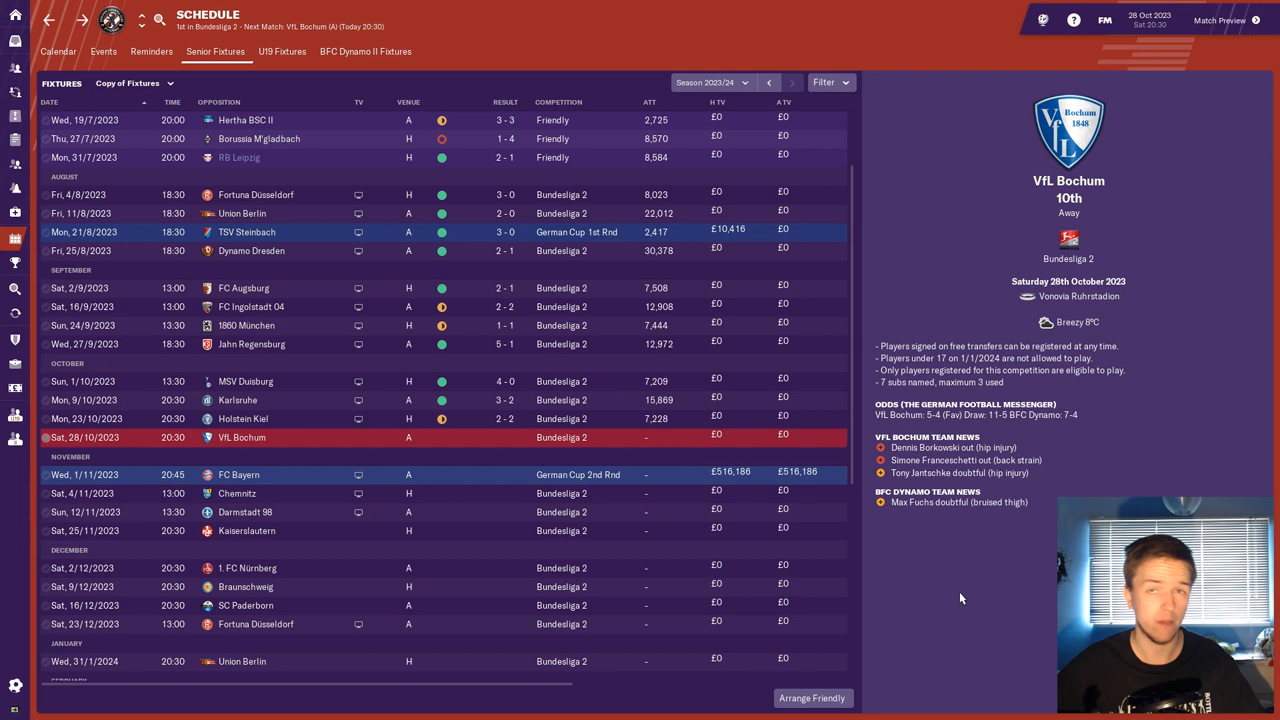 SCHEDULE
1st in Bundesliga 2 - Next Match: VfL Bochum (A) (Today 20:30)
FM
28 Oct 2023
Sat 20:30
Match Preview
Calendar Events Reminders Senior Fixtures U19 Fixtures BFC Dynamo II Fixtures
FIXTURES Copy of Fixtures Season 2023/24 Filter
DATE TIME OPPOSITION TV VENUE RESULT COMPETITION ATT H TV A TV
Wed, 19/7/2023 20:00 Hertha BSC II A 3 - 3 Friendly 2,725 £0 £0
Thu, 27/7/2023 20:00 Borussia M'gladbach H 1 - 4 Friendly 8,570 £0 £0
Mon, 31/7/2023 20:00 RB Leipzig H 2 - 1 Friendly 8,584 £0 £0
AUGUST
Fri, 4/8/2023 18:30 Fortuna Düsseldorf H 3 - 0 Bundesliga 2 8,023 £0 £0
Fri, 11/8/2023 18:30 Union Berlin A 2 - 0 Bundesliga 2 22,012 £0 £0
Mon, 21/8/2023 18:30 TSV Steinbach A 3 - 0 German Cup 1st Rnd 2,417 £10,416 £0
Fri, 25/8/2023 18:30 Dynamo Dresden A 2 - 1 Bundesliga 2 30,378 £0 £0
SEPTEMBER
Sat, 2/9/2023 13:00 FC Augsburg H 2 - 1 Bundesliga 2 7,508 £0 £0
Sat, 16/9/2023 13:00 FC Ingolstadt 04 A 2 - 2 Bundesliga 2 12,908 £0 £0
Sun, 24/9/2023 13:30 1860 München H 1 - 1 Bundesliga 2 7,444 £0 £0
Wed, 27/9/2023 18:30 Jahn Regensburg A 5 - 1 Bundesliga 2 12,972 £0 £0
OCTOBER
Sun, 1/10/2023 13:30 MSV Duisburg H 4 - 0 Bundesliga 2 7,209 £0 £0
Mon, 9/10/2023 20:30 Karlsruhe A 3 - 2 Bundesliga 2 15,869 £0 £0
Mon, 23/10/2023 20:30 Holstein Kiel H 2 - 2 Bundesliga 2 7,228 £0 £0
Sat, 28/10/2023 20:30 VfL Bochum A Bundesliga 2 - £0 £0
NOVEMBER
Wed, 1/11/2023 20:45 FC Bayern A German Cup 2nd Rnd - £516,186 £516,186
Sat, 4/11/2023 13:00 Chemnitz H Bundesliga 2 - £0 £0
Sun, 12/11/2023 13:30 Darmstadt 98 A Bundesliga 2 - £0 £0
Sat, 25/11/2023 20:30 Kaiserslautern H Bundesliga 2 - £0 £0
DECEMBER
Sat, 2/12/2023 20:30 1. FC Nürnberg A Bundesliga 2 - £0 £0
Sat, 9/12/2023 20:30 Braunschweig H Bundesliga 2 - £0 £0
Sat, 16/12/2023 20:30 SC Paderborn A Bundesliga 2 - £0 £0
Sat, 23/12/2023 13:00 Fortuna Düsseldorf A Bundesliga 2 - £0 £0
JANUARY
Wed, 31/1/2024 20:30 Union Berlin H Bundesliga 2 - £0 £0
FEBRUARY
Arrange Friendly
VfL Bochum 1848
VfL Bochum
10th
Away
Bundesliga 2
Saturday 28th October 2023
Vonovia Ruhrstadion
Breezy 8°C
- Players signed on free transfers can be registered at any time.
- Players under 17 on 1/1/2024 are not allowed to play.
- Only players registered for this competition are eligible to play.
- 7 subs named, maximum 3 used
ODDS (THE GERMAN FOOTBALL MESSENGER)
VfL Bochum: 5-4 (Fav) Draw: 11-5 BFC Dynamo: 7-4
VFL BOCHUM TEAM NEWS
Dennis Borkowski out (hip injury)
Simone Franceschetti out (back strain)
Tony Jantschke doubtful (hip injury)
BFC DYNAMO TEAM NEWS
Max Fuchs doubtful (bruised thigh)